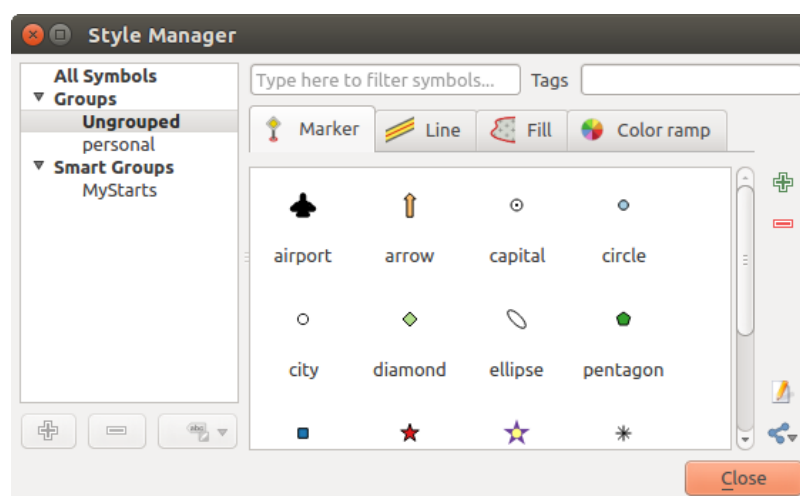 Style Manager
All Symbols
Groups
Ungrouped
personal
Smart Groups
MyStarts
Type here to filter symbols...
Tags
Marker
Line
Fill
Color ramp
airport
arrow
capital
circle
city
diamond
ellipse
pentagon
abc
Close